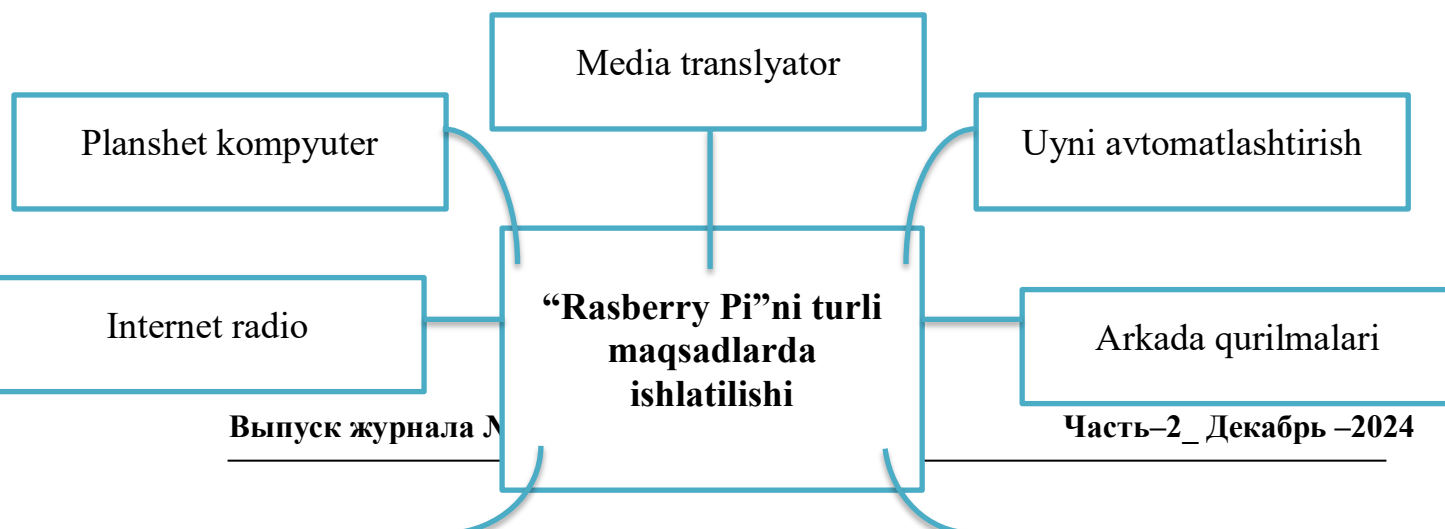 Media translyator
Planshet kompyuter
Uyni avtomatlashtirish
Internet radio
“Rasberry Pi”ni turli
maqsadlarda
ishlatilishi
Arkada qurilmalari
Выпуск журнала
Часть–2_ Декабрь –2024